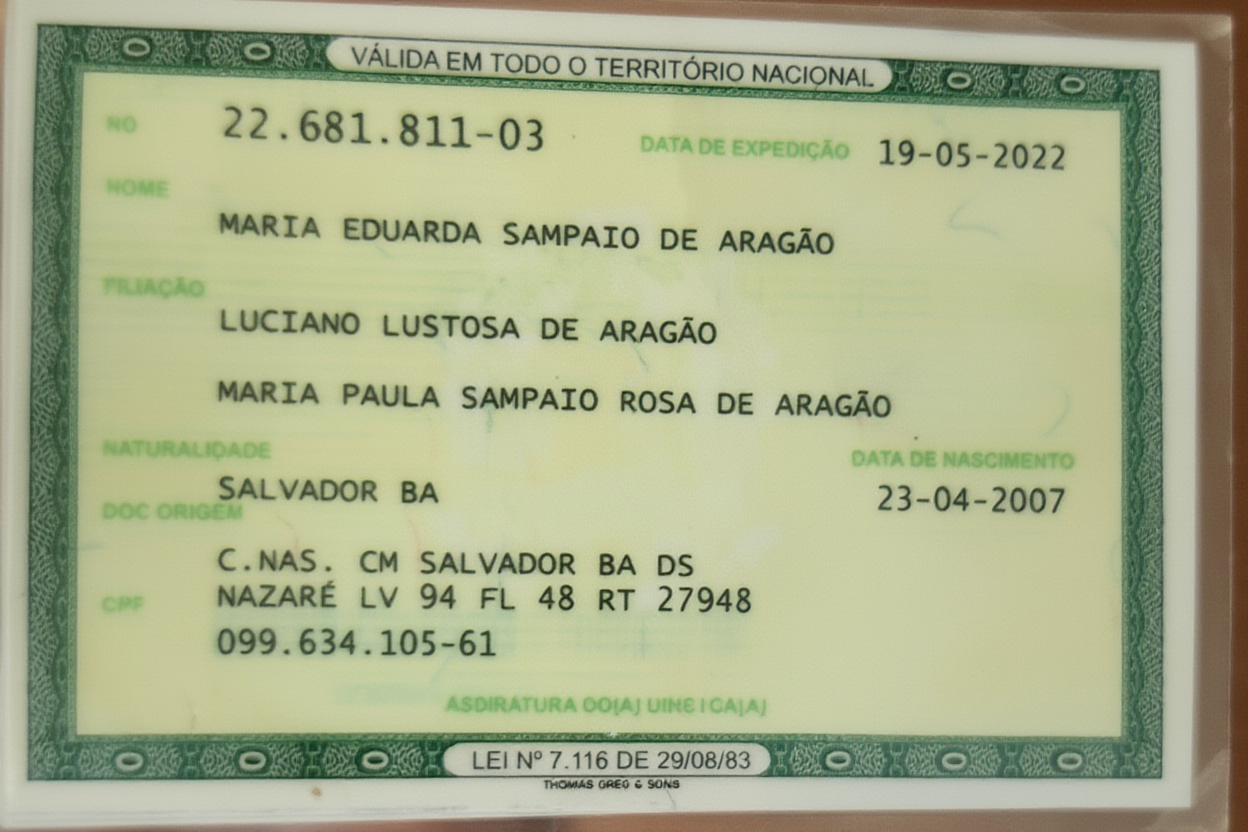 VÁLIDA EM TODO O TERRITÓRIO NACIONAL
NO 22.681.811-03 DATA DE EXPEDIÇÃO 19-05-2022
NOME
MARIA EDUARDA SAMPAIO DE ARAGÃO
FILIAÇÃO
LUCIANO LUSTOSA DE ARAGÃO
MARIA PAULA SAMPAIO ROSA DE ARAGÃO
NATURALIDADE DATA DE NASCIMENTO
SALVADOR BA 23-04-2007
DOC ORIGEM
C.NAS. CM SALVADOR BA DS
NAZARÉ LV 94 FL 48 RT 27948
CPF
099.634.105-61
LEI Nº 7.116 DE 29/08/83
THOMAS GREG & SONS